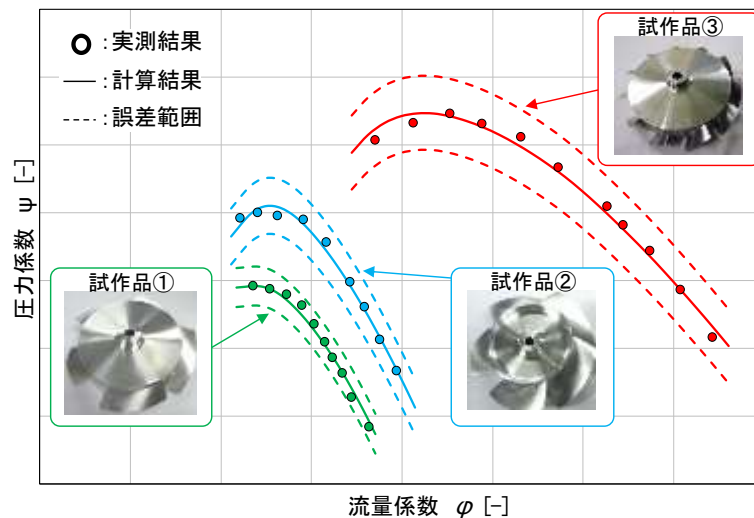 :実測結果
:計算結果
:誤差範囲
試作品③
試作品①
試作品②
圧力係数 ψ [-]
流量係数 φ [-]